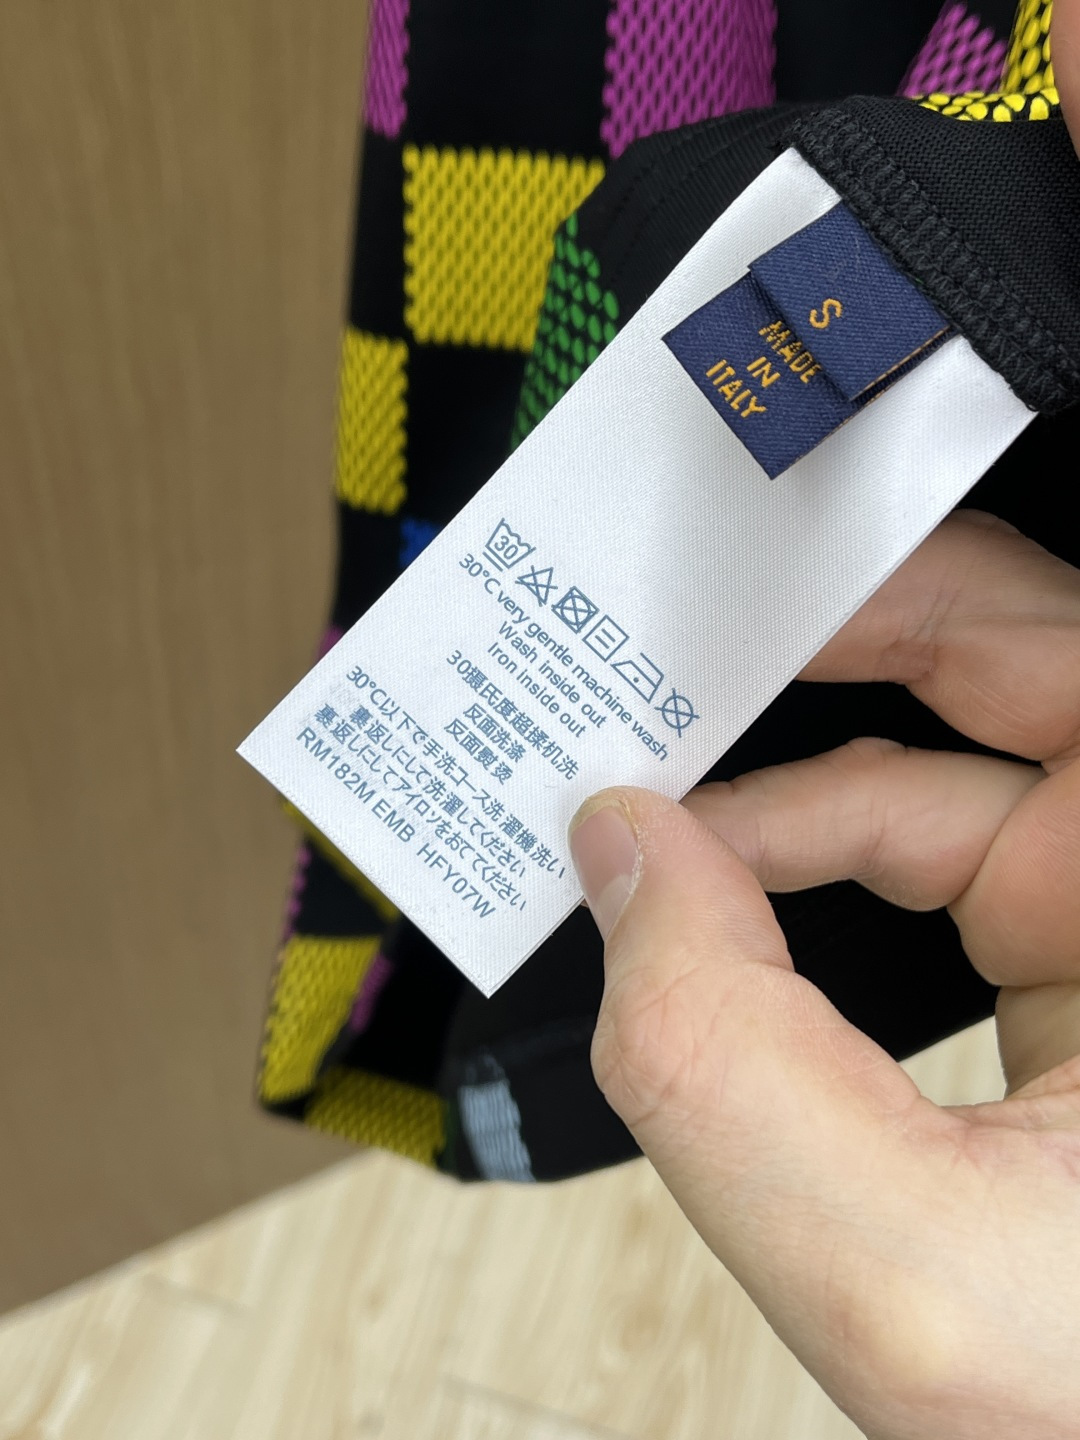 S
MADE
IN
ITALY
30
30°C very gentle machine wash
Wash inside out
Iron inside out
30摄氏度超揉机洗
反面洗涤
反面熨烫
30℃以下で手洗コース洗濯機洗い
裏返しにして洗濯してください
裏返しにしてアイロンをおてください
RM182M EMB HFY07W